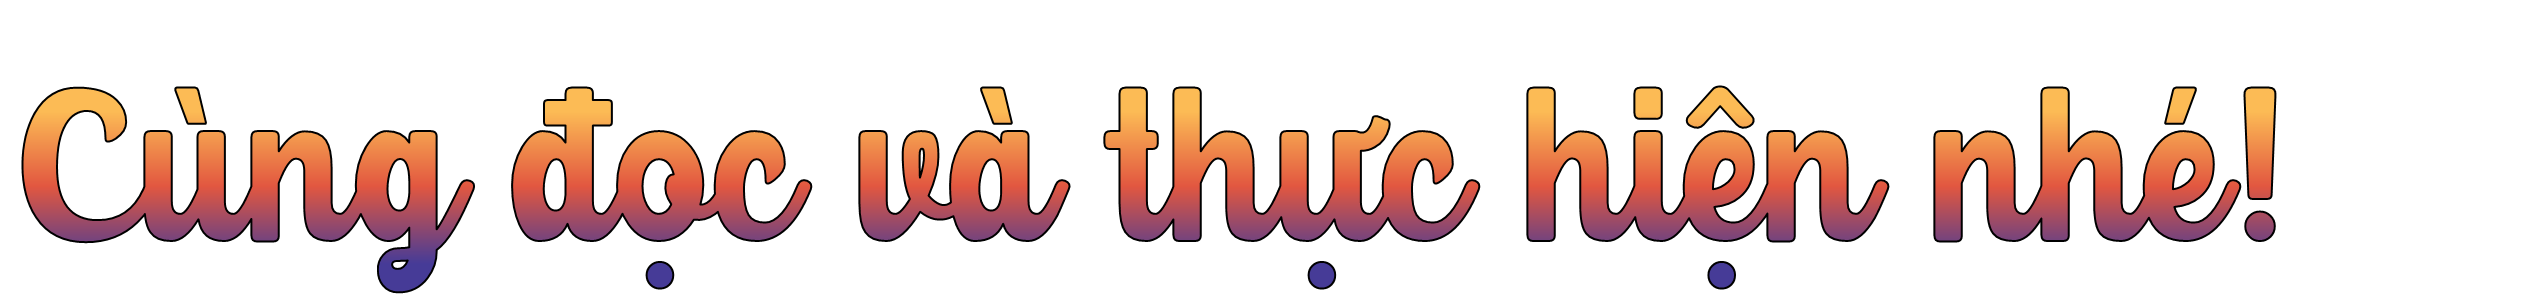 Cùng đọc và thực hiện nhé!